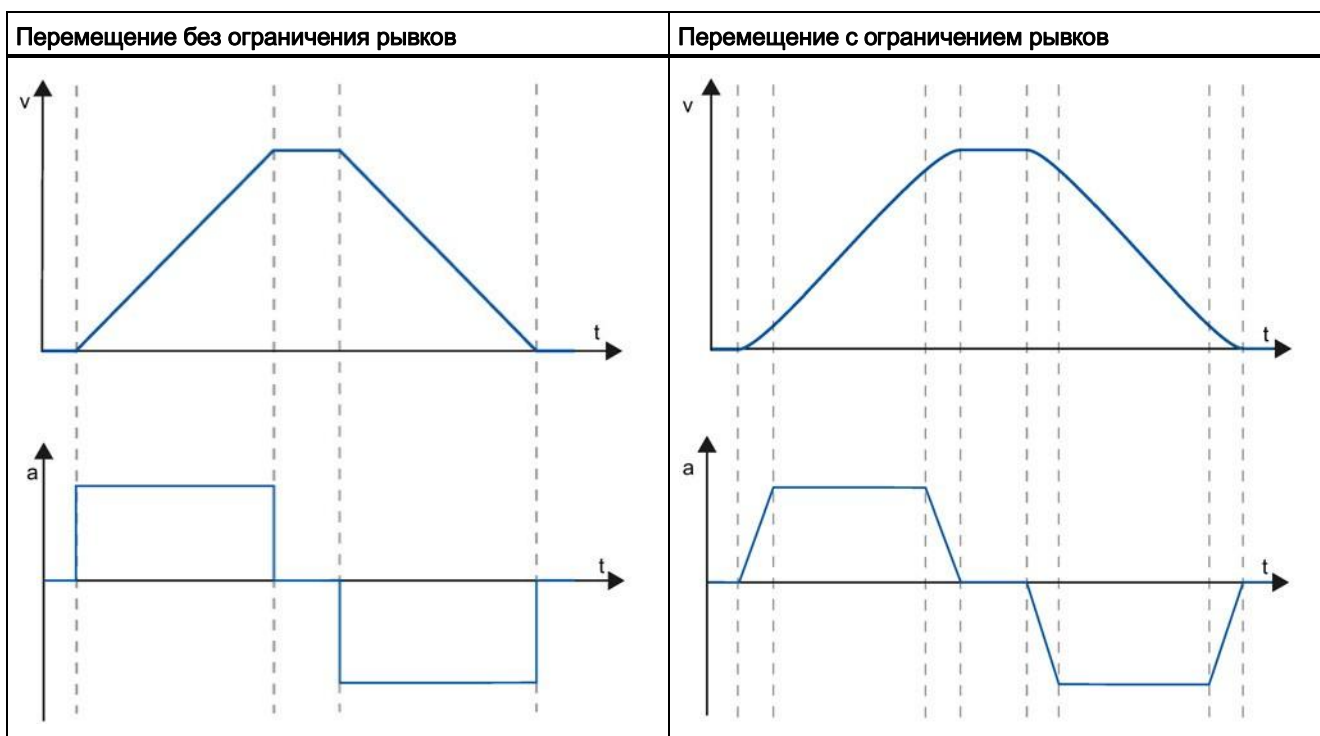 Перемещение без ограничения рывков
Перемещение с ограничением рывков
v
t
a
t
v
t
a
t